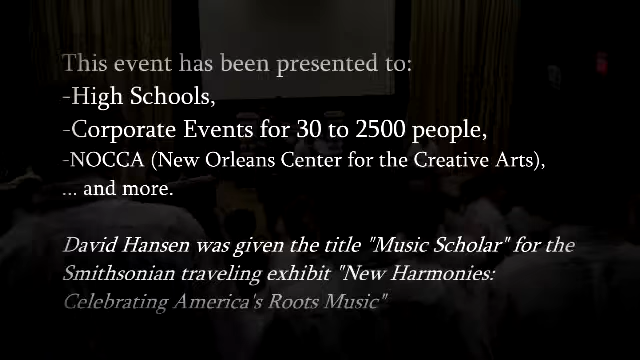 This event has been presented to:
-High Schools,
-Corporate Events for 30 to 2500 people,
-NOCCA (New Orleans Center for the Creative Arts),
... and more.
David Hansen was given the title "Music Scholar" for the
Smithsonian traveling exhibit "New Harmonies:
Celebrating America's Roots Music"